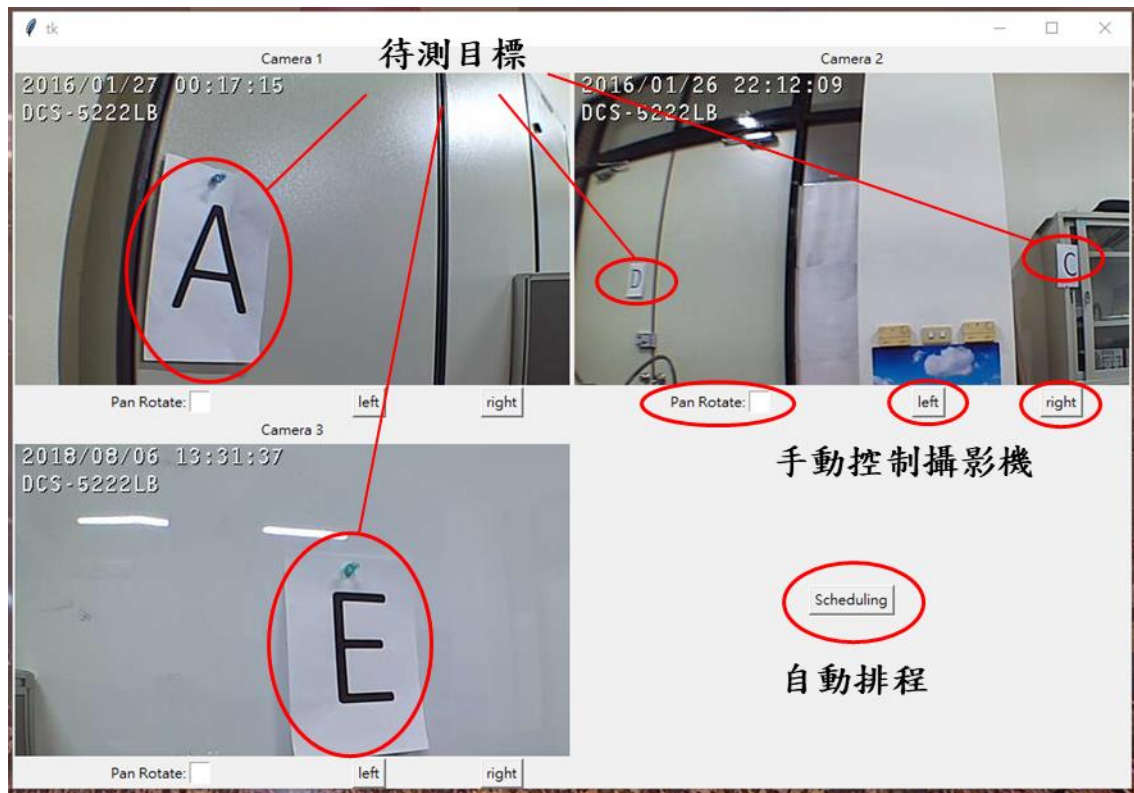 tk
待測目標
Camera 1
Camera 2
2016/01/27 00:17:15
DCS-5222LB
2016/01/26 22:12:09
DCS-5222LB
A
D
C
Pan Rotate:
left
right
Pan Rotate:
left
right
Camera 3
手動控制攝影機
2018/08/06 13:31:37
DCS-5222LB
E
Scheduling
自動排程
Pan Rotate:
left
right